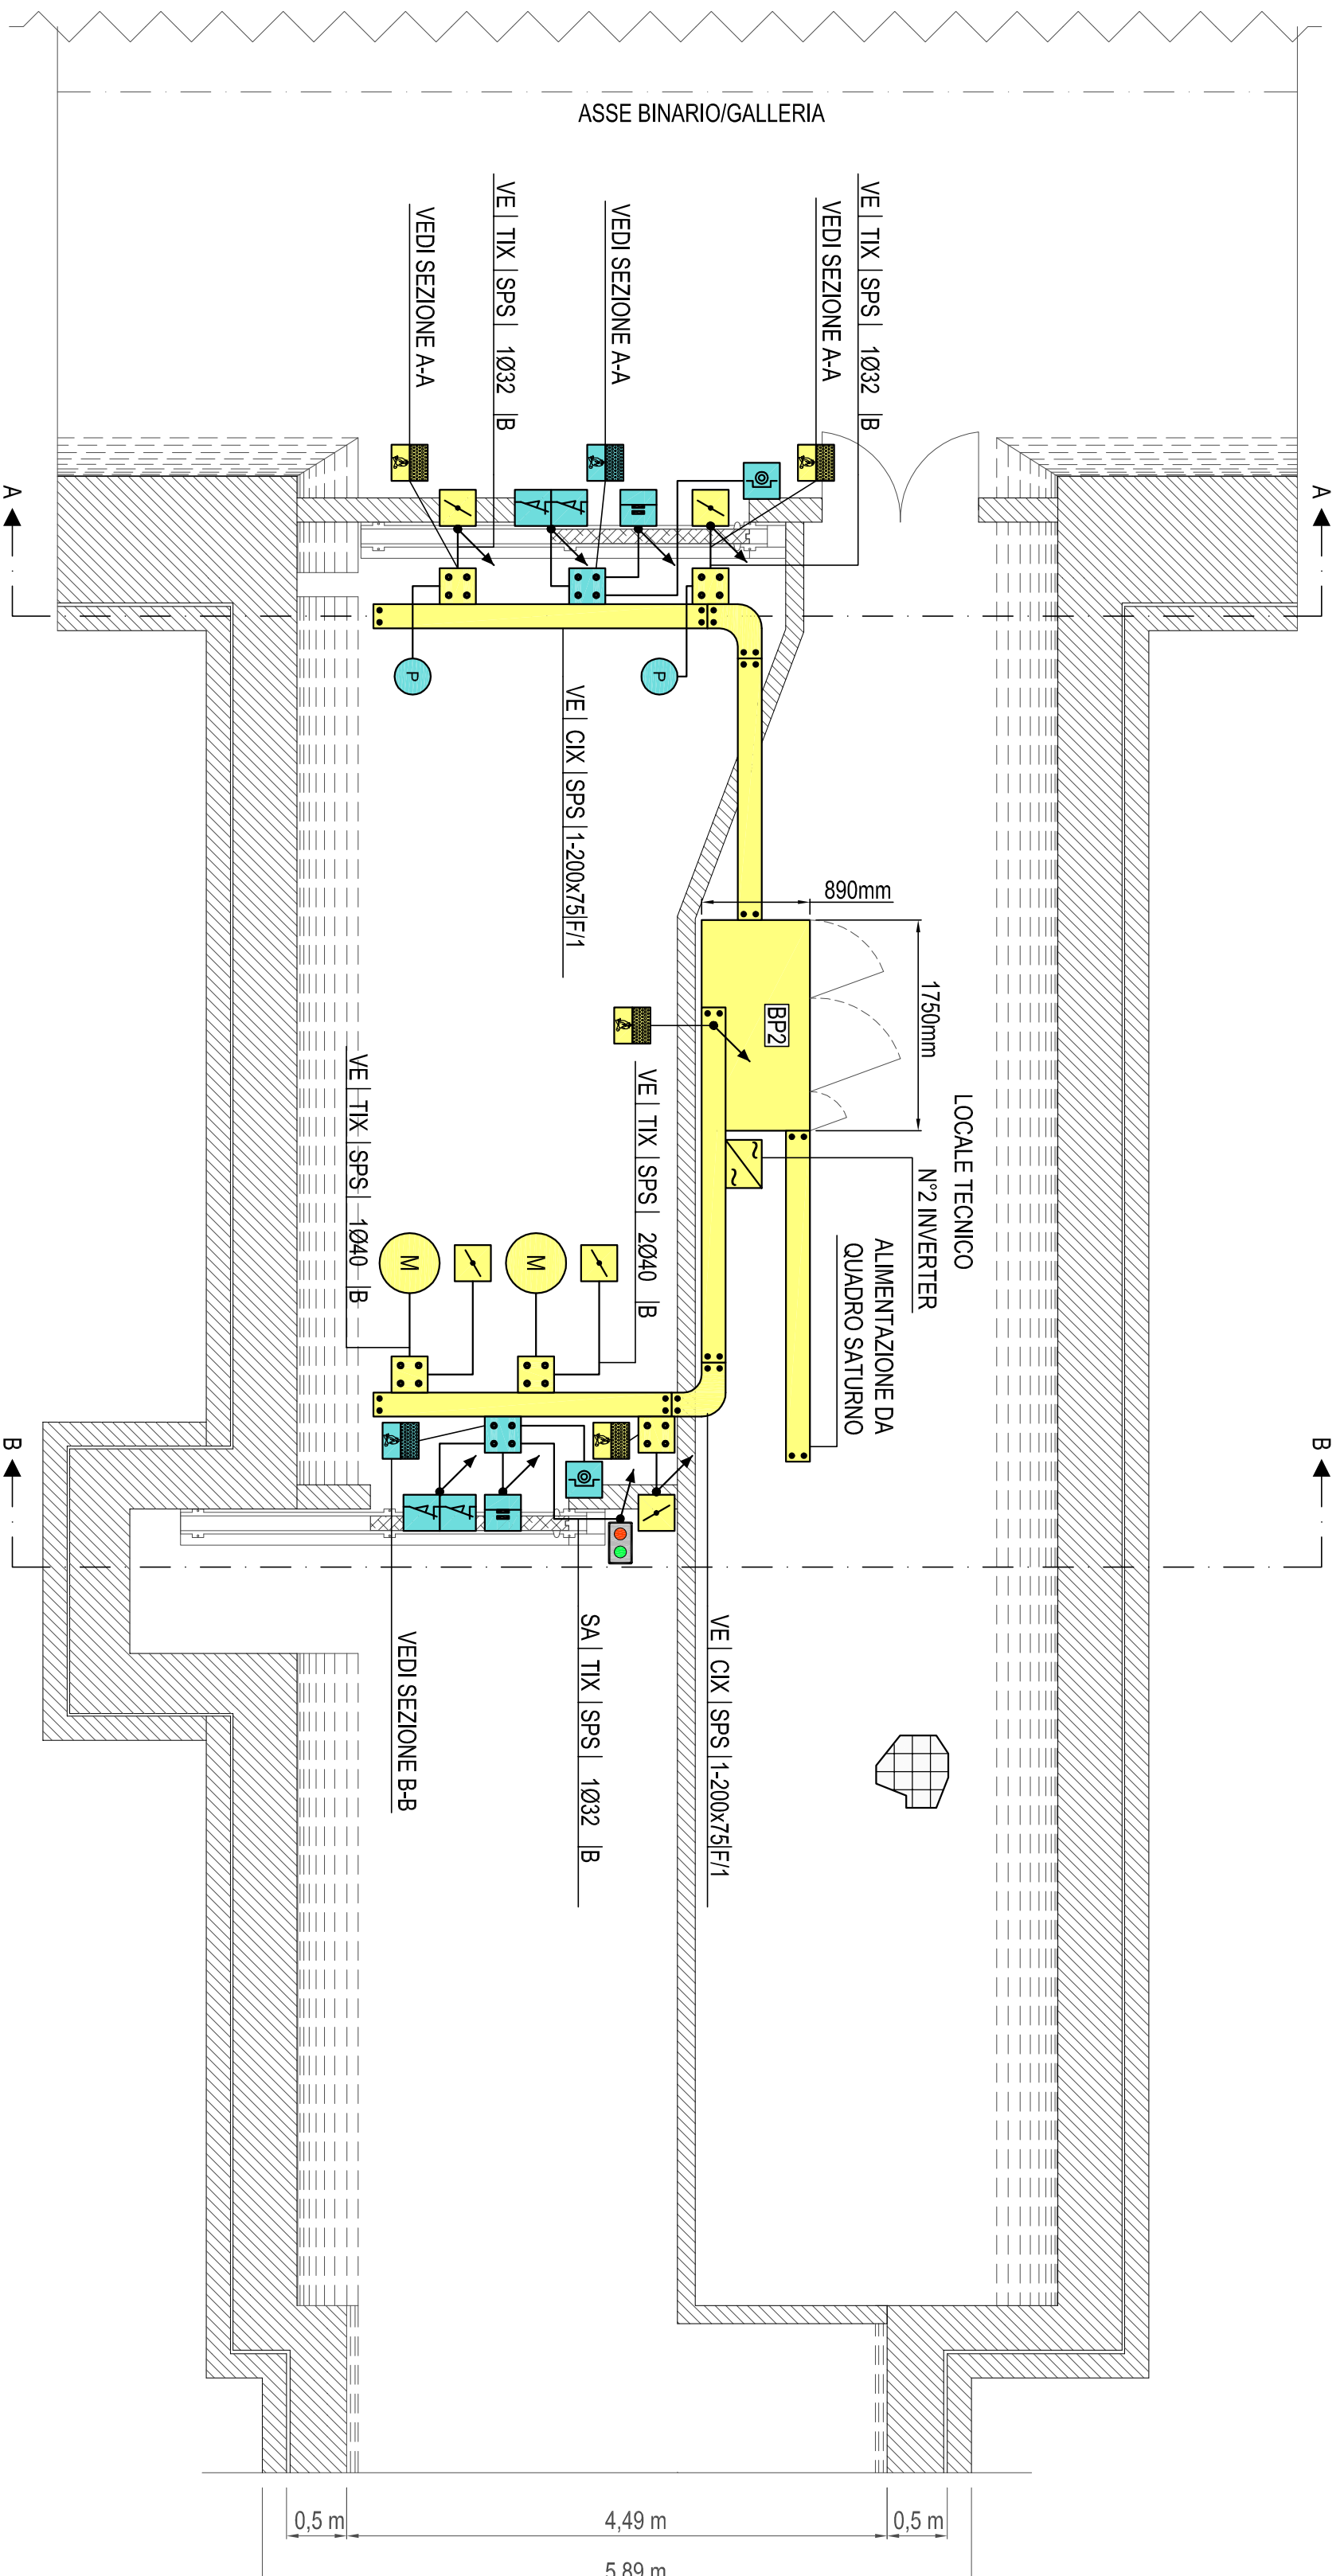 ASSE BINARIO/GALLERIA
VE | TIX | SPS | 1Ø32 |B
VEDI SEZIONE A-A
VEDI SEZIONE A-A
VE | TIX | SPS | 1Ø32 |B
VEDI SEZIONE A-A
A
A
P
P
VE | CIX | SPS | 1-200x75|F/1
890mm
1750mm
BP2
LOCALE TECNICO
N°2 INVERTER
ALIMENTAZIONE DA
QUADRO SATURNO
VE | TIX | SPS | 2Ø40 |B
VE | TIX | SPS | 1Ø40 |B
M
M
B
B
VE | CIX | SPS | 1-200x75|F/1
SA | TIX | SPS | 1Ø32 |B
VEDI SEZIONE B-B
0,5 m
4,49 m
0,5 m
5,89 m